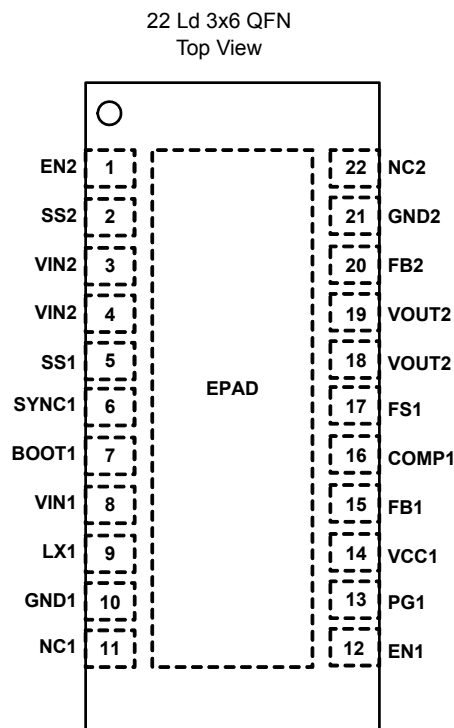 22 Ld 3x6 QFN
Top View
EN2 1 22 NC2
SS2 2 21 GND2
VIN2 3 20 FB2
VIN2 4 19 VOUT2
SS1 5 18 VOUT2
EPAD
SYNC1 6 17 FS1
BOOT1 7 16 COMP1
VIN1 8 15 FB1
LX1 9 14 VCC1
GND1 10 13 PG1
NC1 11 12 EN1